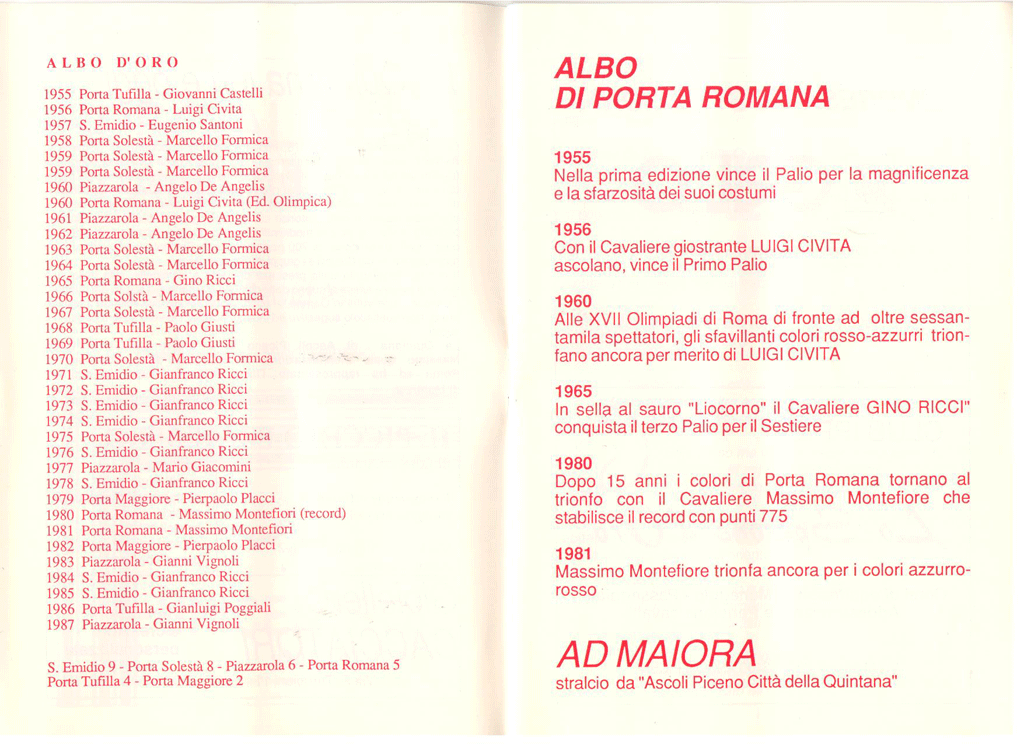 ALBO D'ORO
1955 Porta Tufilla - Giovanni Castelli
1956 Porta Romana - Luigi Civita
1957 S. Emidio - Eugenio Santoni
1958 Porta Solestà - Marcello Formica
1959 Porta Solestà - Marcello Formica
1959 Porta Solestà - Marcello Formica
1960 Piazzarola - Angelo De Angelis
1960 Porta Romana - Luigi Civita (Ed. Olimpica)
1961 Piazzarola - Angelo De Angelis
1962 Piazzarola - Angelo De Angelis
1963 Porta Solestà - Marcello Formica
1964 Porta Solestà - Marcello Formica
1965 Porta Romana - Gino Ricci
1966 Porta Solstà - Marcello Formica
1967 Porta Solestà - Marcello Formica
1968 Porta Tufilla - Paolo Giusti
1969 Porta Tufilla - Paolo Giusti
1970 Porta Solestà - Marcello Formica
1971 S. Emidio - Gianfranco Ricci
1972 S. Emidio - Gianfranco Ricci
1973 S. Emidio - Gianfranco Ricci
1974 S. Emidio - Gianfranco Ricci
1975 Porta Solestà - Marcello Formica
1976 S. Emidio - Gianfranco Ricci
1977 Piazzarola - Mario Giacomini
1978 S. Emidio - Gianfranco Ricci
1979 Porta Maggiore - Pierpaolo Placci
1980 Porta Romana - Massimo Montefiori (record)
1981 Porta Romana - Massimo Montefiori
1982 Porta Maggiore - Pierpaolo Placci
1983 Piazzarola - Gianni Vignoli
1984 S. Emidio - Gianfranco Ricci
1985 S. Emidio - Gianfranco Ricci
1986 Porta Tufilla - Gianluigi Poggiali
1987 Piazzarola - Gianni Vignoli
S. Emidio 9 - Porta Solestà 8 - Piazzarola 6 - Porta Romana 5
Porta Tufilla 4 - Porta Maggiore 2
ALBO
DI PORTA ROMANA
1955
Nella prima edizione vince il Palio per la magnificenza
e la sfarzosità dei suoi costumi
1956
Con il Cavaliere giostrante LUIGI CIVITA
ascolano, vince il Primo Palio
1960
Alle XVII Olimpiadi di Roma di fronte ad oltre sessan-
tamila spettatori, gli sfavillanti colori rosso-azzurri trion-
fano ancora per merito di LUIGI CIVITA
1965
In sella al sauro "Liocorno" il Cavaliere GINO RICCI"
conquista il terzo Palio per il Sestiere
1980
Dopo 15 anni i colori di Porta Romana tornano al
trionfo con il Cavaliere Massimo Montefiore che
stabilisce il record con punti 775
1981
Massimo Montefiore trionfa ancora per i colori azzurro-
rosso
AD MAIORA
stralcio da "Ascoli Piceno Città della Quintana"